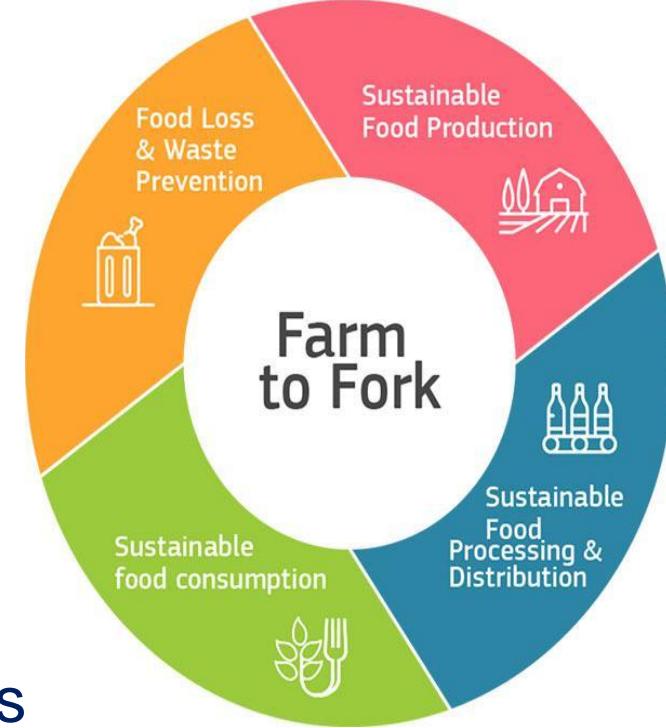 Food Loss
& Waste
Prevention
Sustainable
Food Production
Farm
to Fork
Sustainable
Food
Processing &
Distribution
Sustainable
food consumption
s